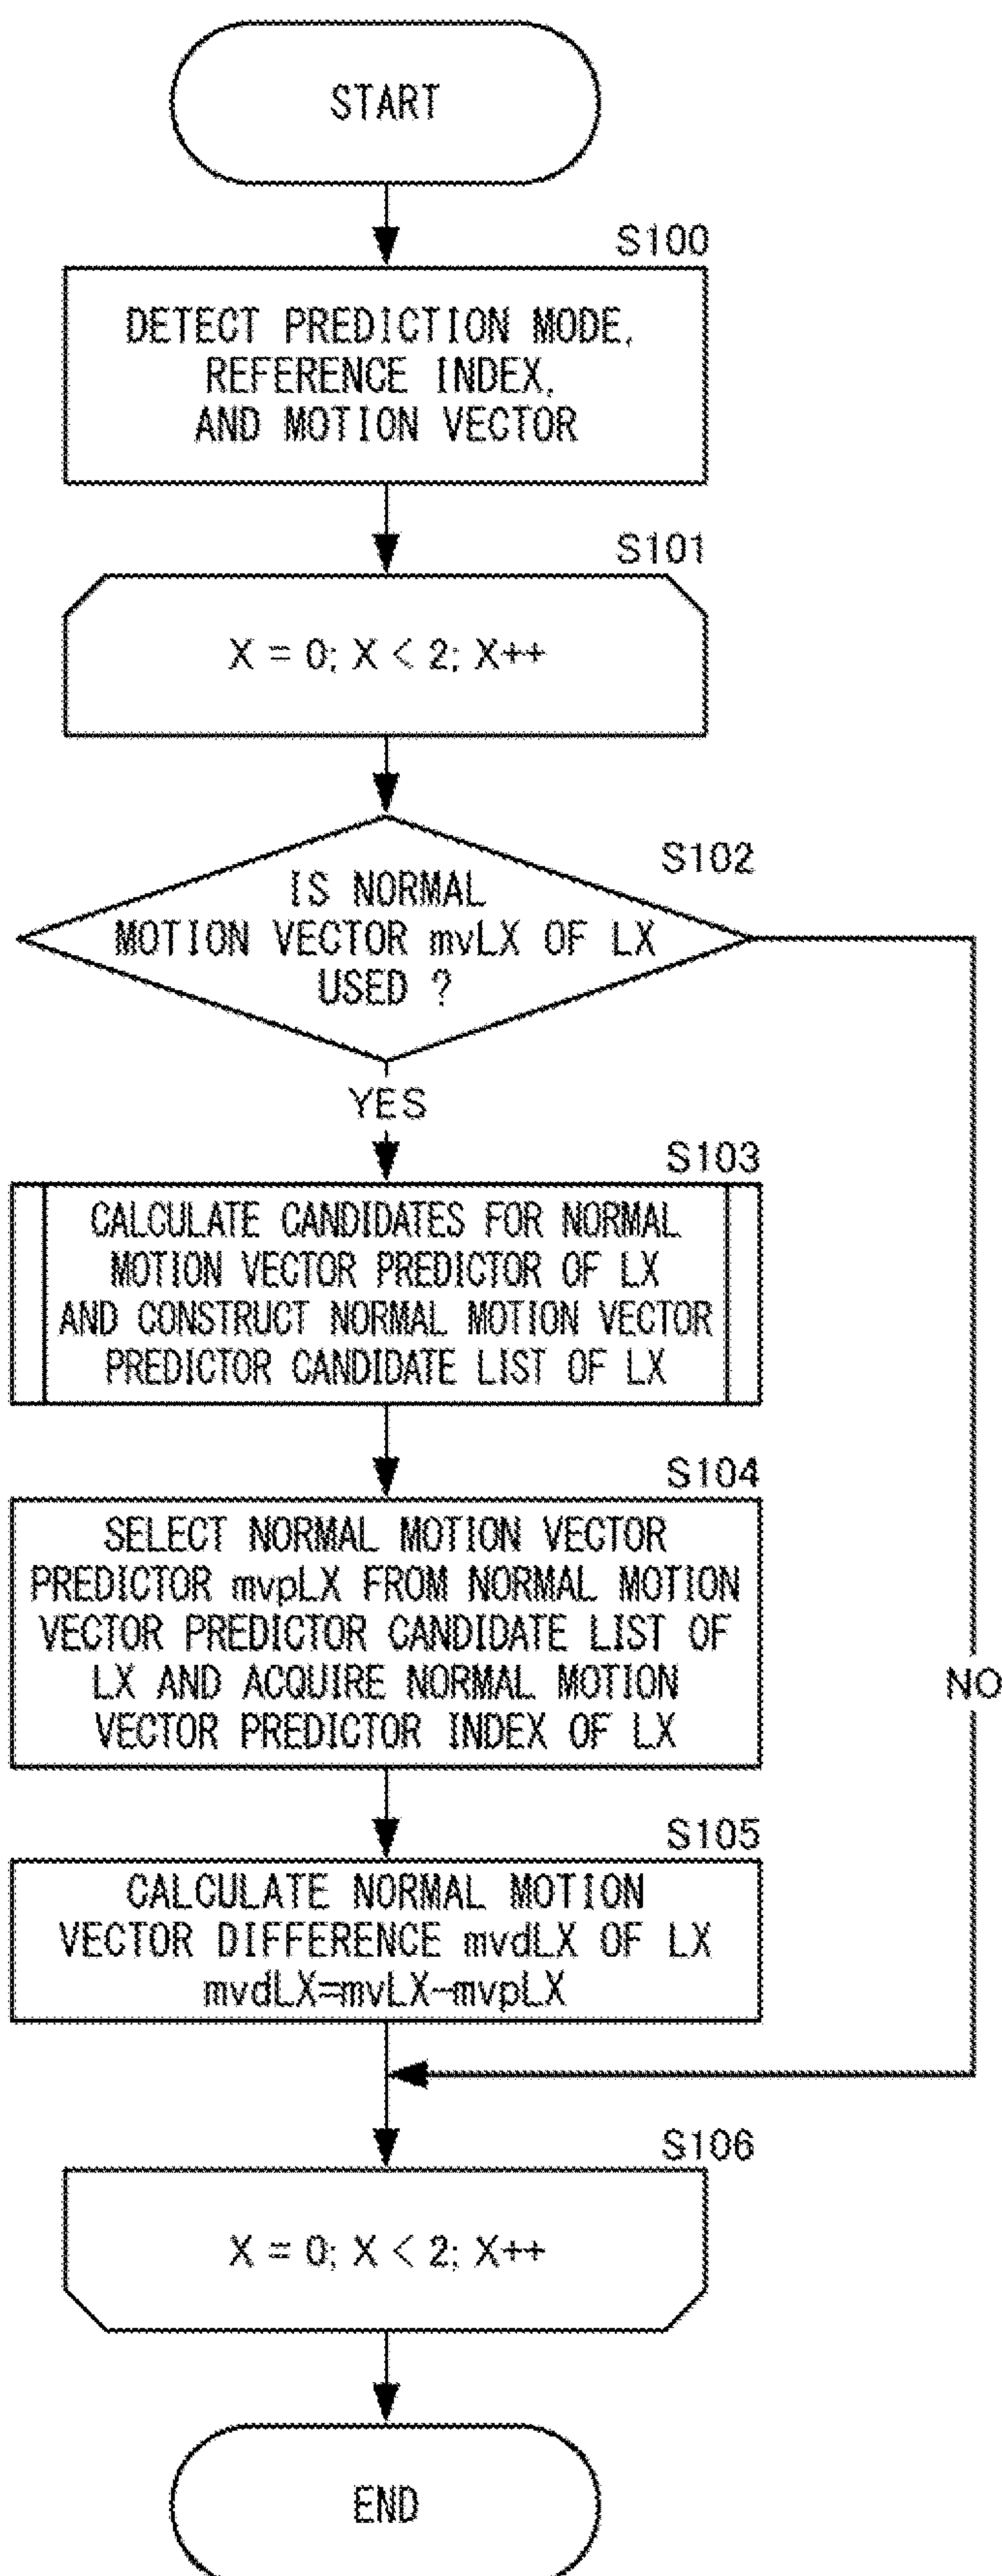 START
S100
DETECT PREDICTION MODE,
REFERENCE INDEX,
AND MOTION VECTOR
S101
X = 0; X < 2; X++
S102
IS NORMAL
MOTION VECTOR mvLX OF LX
USED ?
YES
S103
CALCULATE CANDIDATES FOR NORMAL
MOTION VECTOR PREDICTOR OF LX
AND CONSTRUCT NORMAL MOTION VECTOR
PREDICTOR CANDIDATE LIST OF LX
S104
SELECT NORMAL MOTION VECTOR
PREDICTOR mvpLX FROM NORMAL MOTION
VECTOR PREDICTOR CANDIDATE LIST OF
LX AND ACQUIRE NORMAL MOTION
VECTOR PREDICTOR INDEX OF LX
NO
S105
CALCULATE NORMAL MOTION
VECTOR DIFFERENCE mvdLX OF LX
mvdLX=mvLX-mvpLX
S106
X = 0; X < 2; X++
END